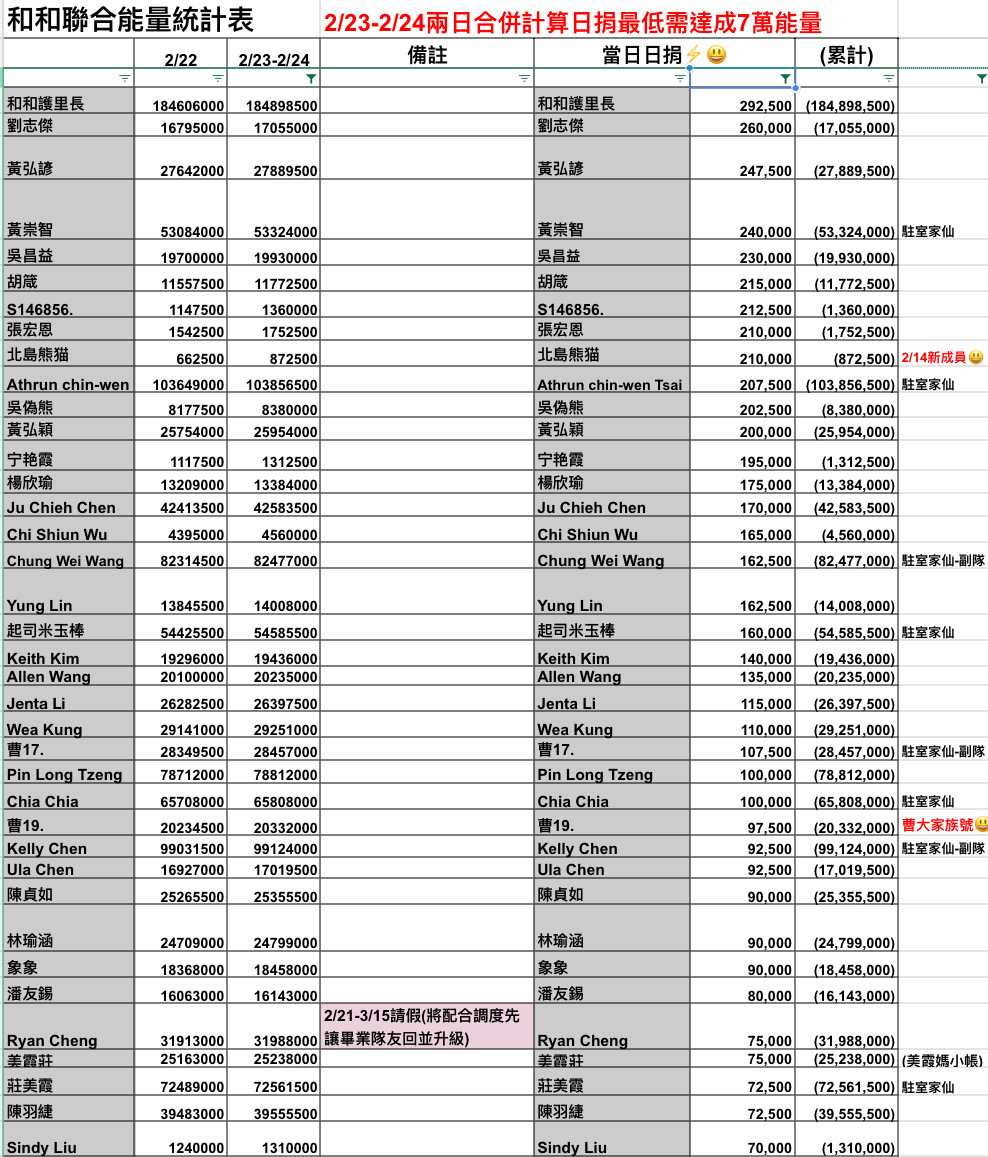 和和聯合能量統計表 2/23-2/24兩日合併計算日捐最低需達成7萬能量
2/22 2/23-2/24 備註 當日日捐⚡😃 (累計)
和和護里長 184606000 184898500 和和護里長 292,500 (184,898,500)
劉志傑 16795000 17055000 劉志傑 260,000 (17,055,000)
黃弘諺 27642000 27889500 黃弘諺 247,500 (27,889,500)
黃崇智 53084000 53324000 黃崇智 240,000 (53,324,000) 駐室家仙
吳昌益 19700000 19930000 吳昌益 230,000 (19,930,000)
胡箴 11557500 11772500 胡箴 215,000 (11,772,500)
S146856. 1147500 1360000 S146856. 212,500 (1,360,000)
張宏恩 1542500 1752500 張宏恩 210,000 (1,752,500)
北島熊猫 662500 872500 北島熊猫 210,000 (872,500) 2/14新成員😃
Athrun chin-wen 103649000 103856500 Athrun chin-wen Tsai 207,500 (103,856,500) 駐室家仙
吳偽熊 8177500 8380000 吳偽熊 202,500 (8,380,000)
黃弘穎 25754000 25954000 黃弘穎 200,000 (25,954,000)
宁艳霞 1117500 1312500 宁艳霞 195,000 (1,312,500)
楊欣瑜 13209000 13384000 楊欣瑜 175,000 (13,384,000)
Ju Chieh Chen 42413500 42583500 Ju Chieh Chen 170,000 (42,583,500)
Chi Shiun Wu 4395000 4560000 Chi Shiun Wu 165,000 (4,560,000)
Chung Wei Wang 82314500 82477000 Chung Wei Wang 162,500 (82,477,000) 駐室家仙-副隊
Yung Lin 13845500 14008000 Yung Lin 162,500 (14,008,000)
起司米玉棒 54425500 54585500 起司米玉棒 160,000 (54,585,500) 駐室家仙
Keith Kim 19296000 19436000 Keith Kim 140,000 (19,436,000)
Allen Wang 20100000 20235000 Allen Wang 135,000 (20,235,000)
Jenta Li 26282500 26397500 Jenta Li 115,000 (26,397,500)
Wea Kung 29141000 29251000 Wea Kung 110,000 (29,251,000)
曹17. 28349500 28457000 曹17. 107,500 (28,457,000) 駐室家仙-副隊
Pin Long Tzeng 78712000 78812000 Pin Long Tzeng 100,000 (78,812,000)
Chia Chia 65708000 65808000 Chia Chia 100,000 (65,808,000) 駐室家仙
曹19. 20234500 20332000 曹19. 97,500 (20,332,000) 曹大家族號😃
Kelly Chen 99031500 99124000 Kelly Chen 92,500 (99,124,000) 駐室家仙-副隊
Ula Chen 16927000 17019500 Ula Chen 92,500 (17,019,500)
陳貞如 25265500 25355500 陳貞如 90,000 (25,355,500)
林瑜涵 24709000 24799000 林瑜涵 90,000 (24,799,000)
象象 18368000 18458000 象象 90,000 (18,458,000)
潘友錫 16063000 16143000 潘友錫 80,000 (16,143,000)
2/21-3/15請假(將配合調度先
Ryan Cheng 31913000 31988000 讓畢業隊友回並升級) Ryan Cheng 75,000 (31,988,000)
美霞莊 25163000 25238000 美霞莊 75,000 (25,238,000) (美霞媽小帳)
莊美霞 72489000 72561500 莊美霞 72,500 (72,561,500) 駐室家仙
陳羽緁 39483000 39555500 陳羽緁 72,500 (39,555,500)
Sindy Liu 1240000 1310000 Sindy Liu 70,000 (1,310,000)